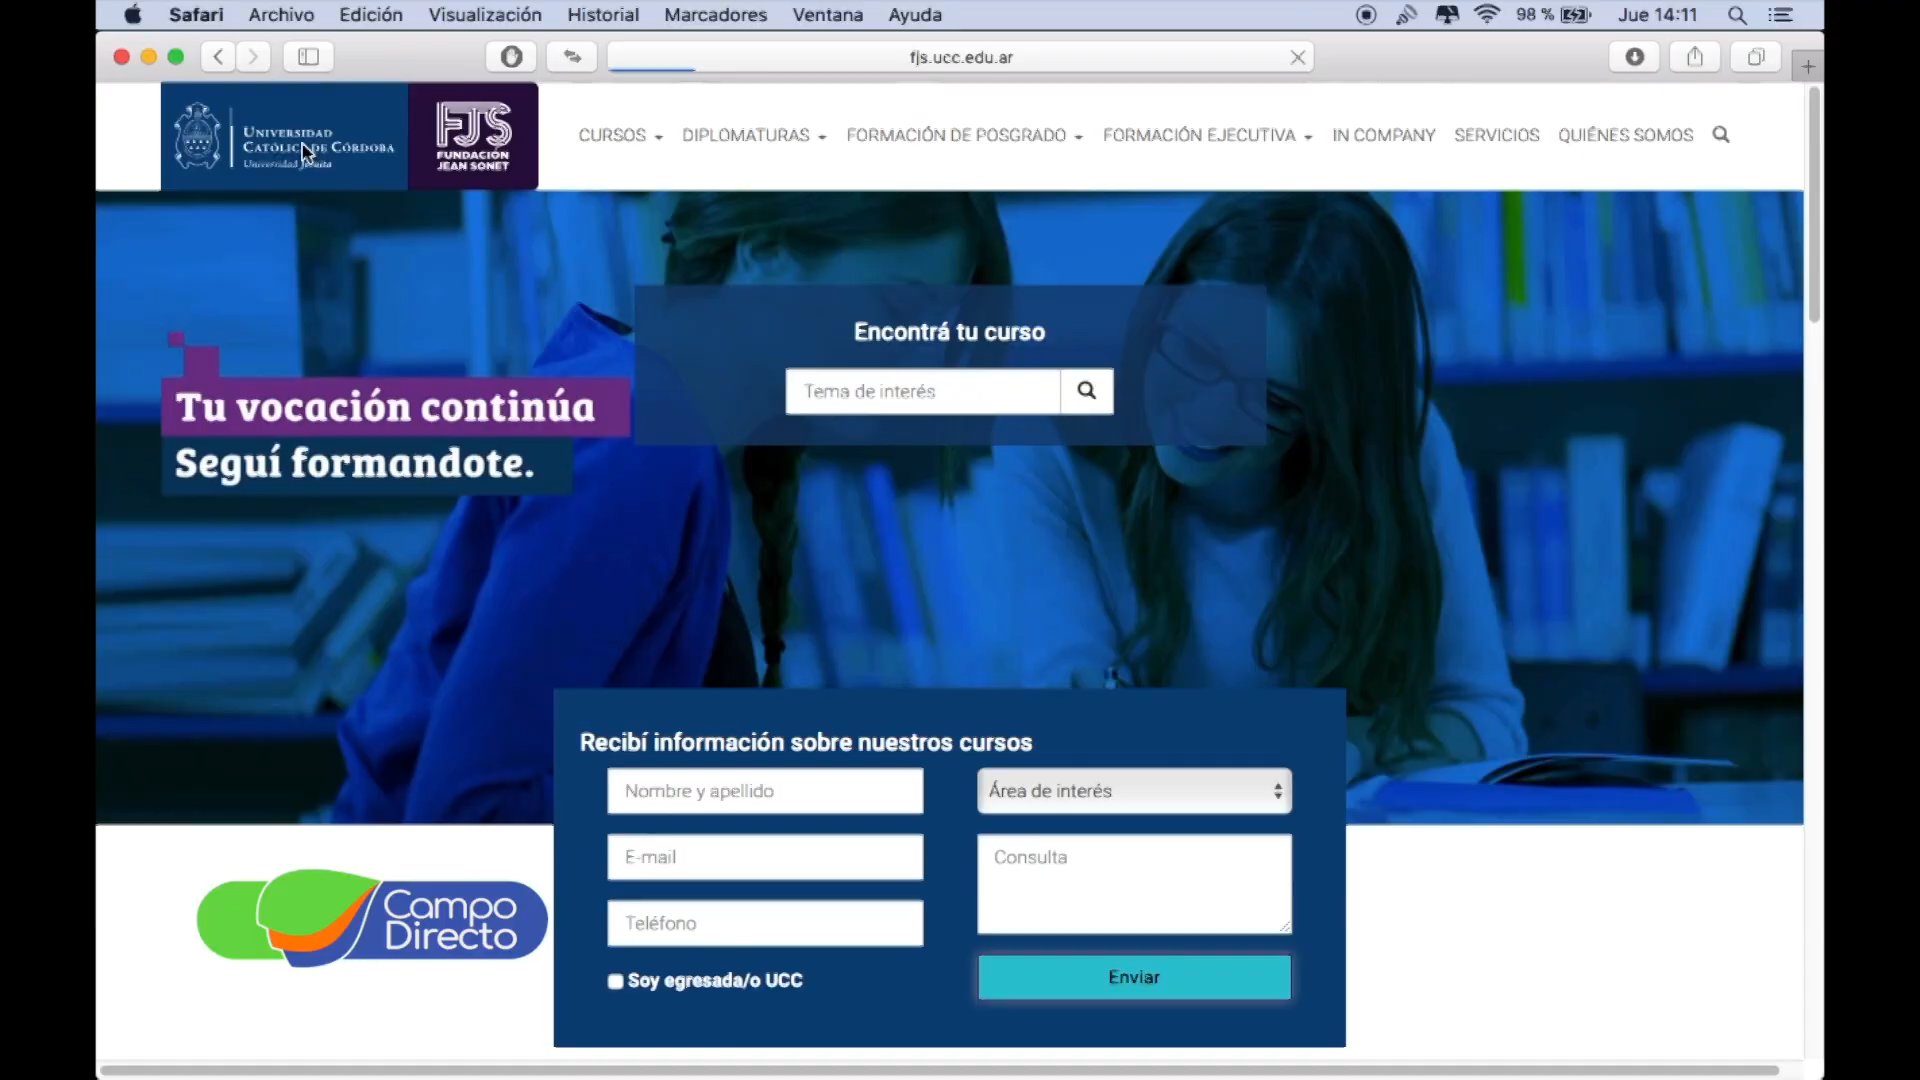 Safari Archivo Edición Visualización Historial Marcadores Ventana Ayuda 98 % Jue 14:11
fjs.ucc.edu.ar
UNIVERSIDAD
CATÓLICA DE CÓRDOBA
Universidad Jesuita
FJS
FUNDACIÓN
JEAN SONET
CURSOS DIPLOMATURAS FORMACIÓN DE POSGRADO FORMACIÓN EJECUTIVA IN COMPANY SERVICIOS QUIÉNES SOMOS
Encontrá tu curso
Tema de interés
Tu vocación continúa
Seguí formandote.
Recibí información sobre nuestros cursos
Nombre y apellido
Área de interés
E-mail
Consulta
Teléfono
Soy egresada/o UCC
Enviar
Campo
Directo